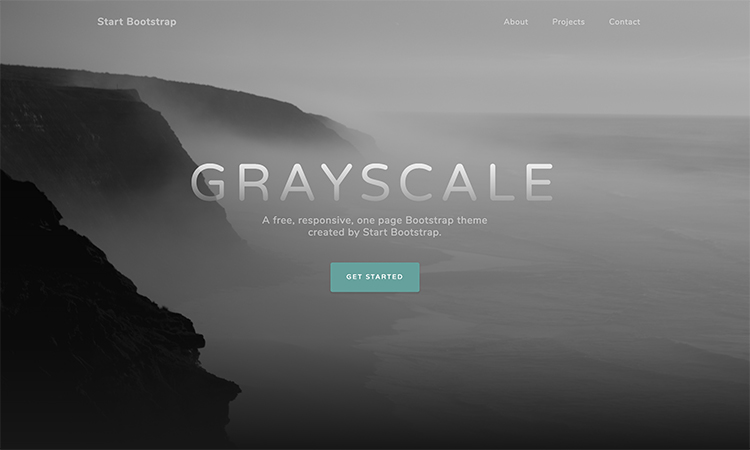 Start Bootstrap
About
Projects
Contact
GRAYSCALE
A free, responsive, one page Bootstrap theme
created by Start Bootstrap.
GET STARTED